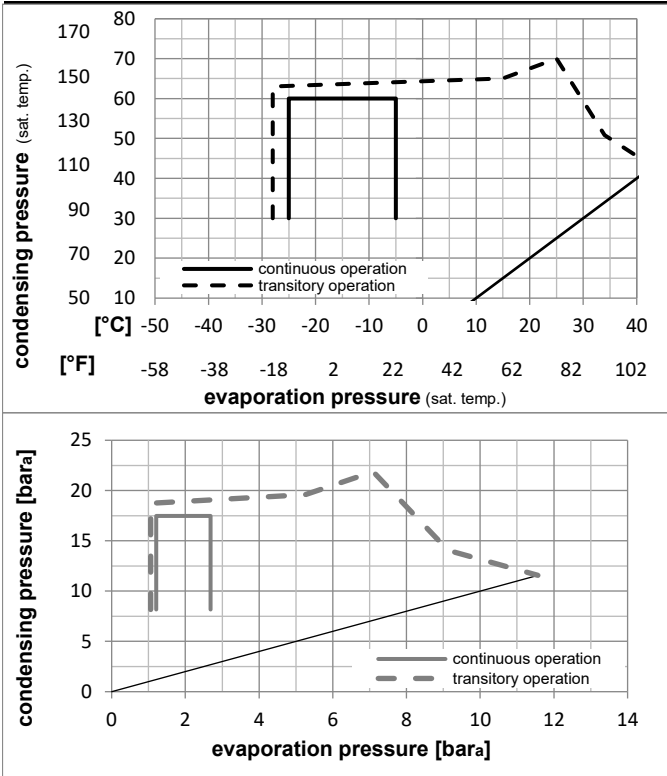 condensing pressure (sat. temp.)
170 80
150 70
130 60
110 50
90 40
70 30
50 20
10
continuous operation
transitory operation
[°C] -50 -40 -30 -20 -10 0 10 20 30 40
[°F] -58 -38 -18 2 22 42 62 82 102
evaporation pressure (sat. temp.)
condensing pressure [bara]
25
20
15
10
5
0
continuous operation
transitory operation
0 2 4 6 8 10 12 14
evaporation pressure [bara]